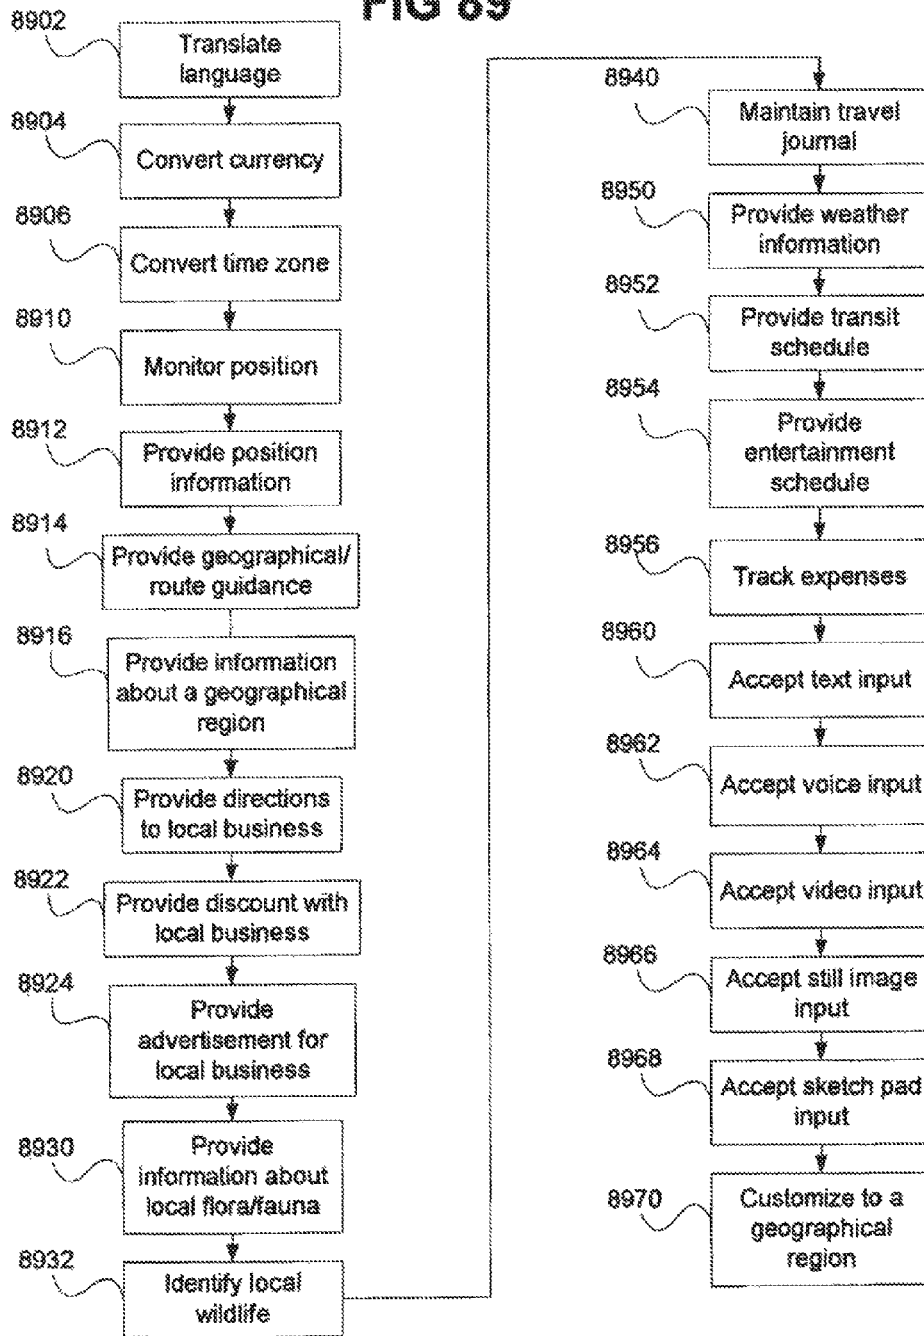 FIG 89
8902
Translate
language
8904
Convert currency
8906
Convert time zone
8910
Monitor position
8912
Provide position
information
8914
Provide geographical/
route guidance
8916
Provide information
about a geographical
region
8920
Provide directions
to local business
8922
Provide discount with
local business
8924
Provide
advertisement for
local business
8930
Provide
information about
local flora/fauna
8932
Identify local
wildlife
8940
Maintain travel
journal
8950
Provide weather
information
8952
Provide transit
schedule
8954
Provide
entertainment
schedule
8956
Track expenses
8960
Accept text input
8962
Accept voice input
8964
Accept video input
8966
Accept still image
input
8968
Accept sketch pad
input
8970
Customize to a
geographical
region